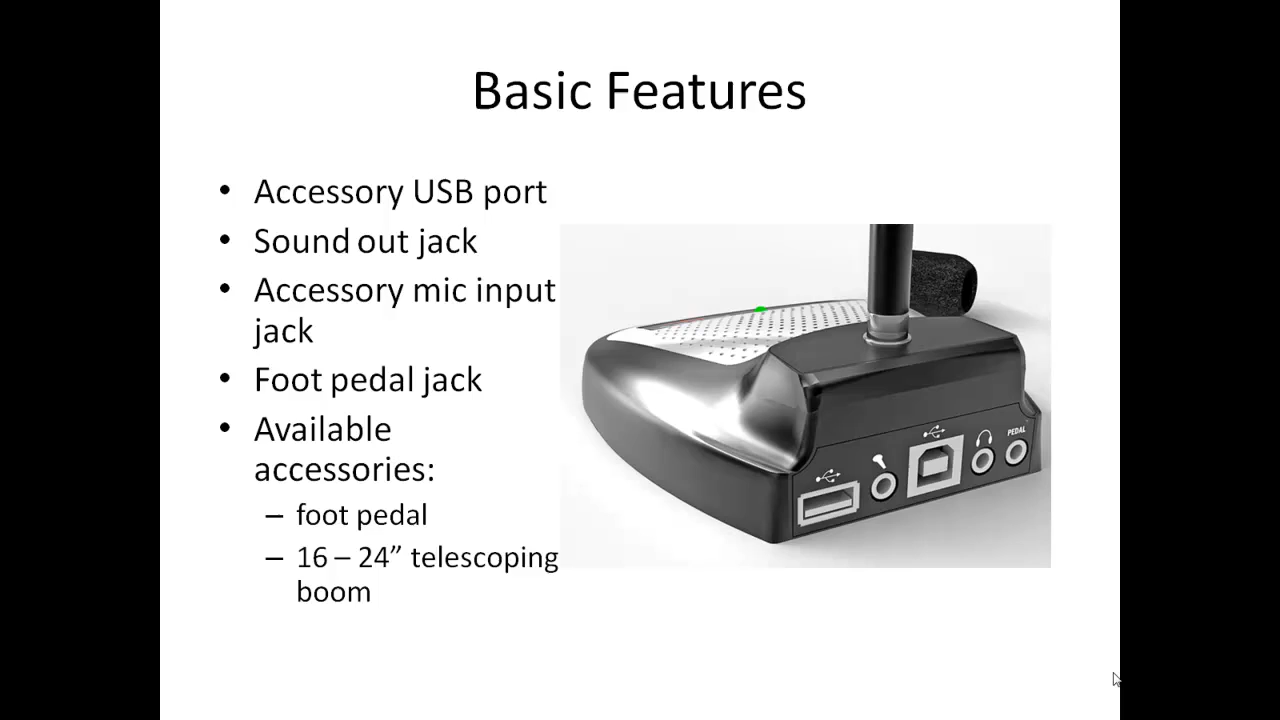 Basic Features
• Accessory USB port
• Sound out jack
• Accessory mic input
jack
• Foot pedal jack
• Available
accessories:
– foot pedal
– 16 – 24” telescoping
boom
PEDAL